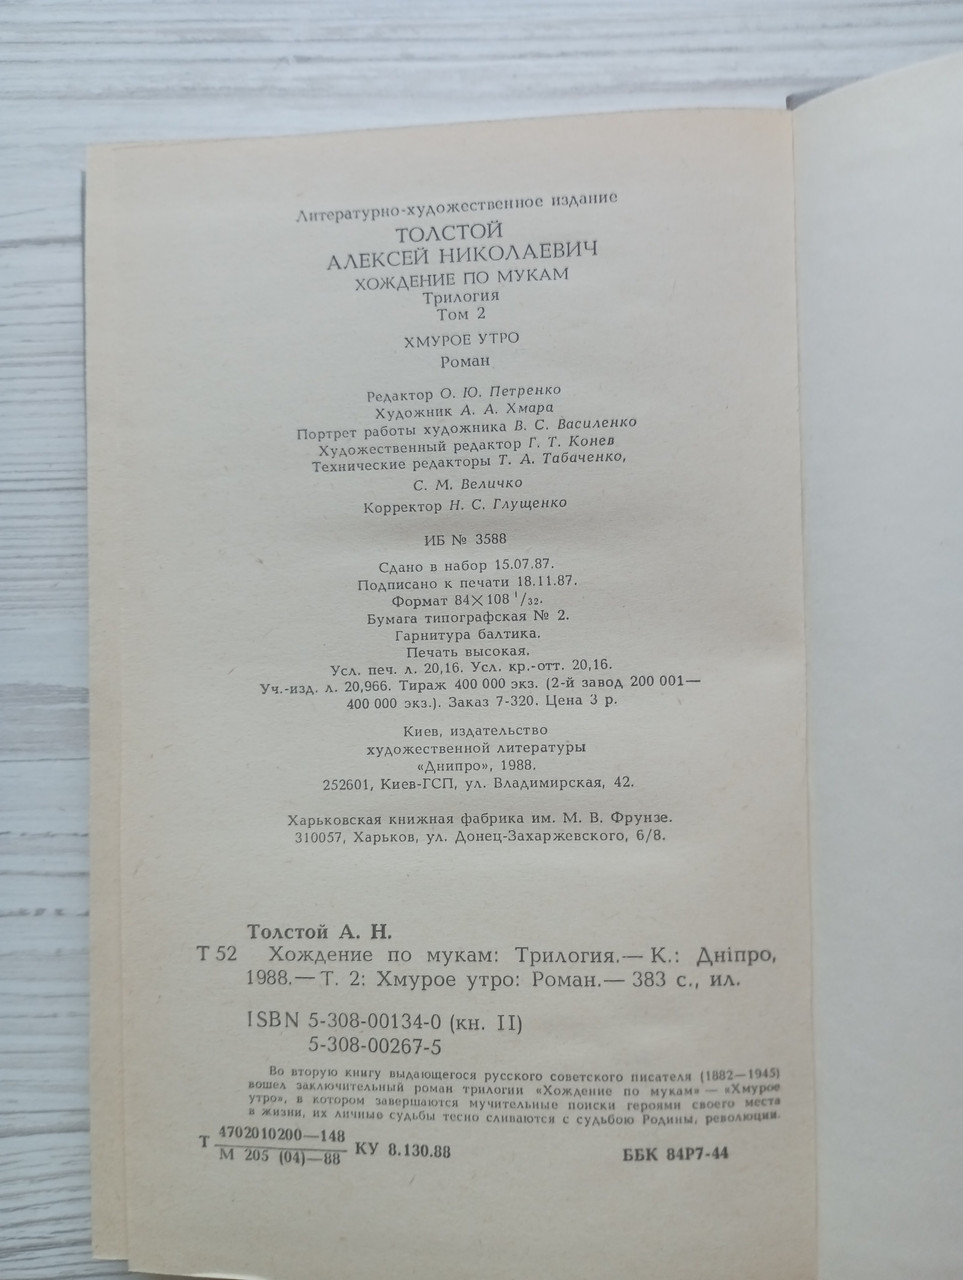 Литературно-художественное издание
ТОЛСТОЙ
АЛЕКСЕЙ НИКОЛАЕВИЧ
ХОЖДЕНИЕ ПО МУКАМ
Трилогия
Том 2
ХМУРОЕ УТРО
Роман
Редактор О. Ю. Петренко
Художник А. А. Хмара
Портрет работы художника В. С. Василенко
Художественный редактор Г. Т. Конев
Технические редакторы Т. А. Табаченко,
С. М. Величко
Корректор Н. С. Глущенко
ИБ № 3588
Сдано в набор 15.07.87.
Подписано к печати 18.11.87.
Формат 84×108 1/32.
Бумага типографская № 2.
Гарнитура балтика.
Печать высокая.
Усл. печ. л. 20,16. Усл. кр.-отт. 20,16.
Уч.-изд. л. 20,966. Тираж 400 000 экз. (2-й завод 200 001—
400 000 экз.). Заказ 7-320. Цена 3 р.
Киев, издательство
художественной литературы
«Днипро», 1988.
252601, Киев-ГСП, ул. Владимирская, 42.
Харьковская книжная фабрика им. М. В. Фрунзе.
310057, Харьков, ул. Донец-Захаржевского, 6/8.
Толстой А. Н.
Т 52 Хождение по мукам: Трилогия.— К.: Дніпро,
1988.— Т. 2: Хмурое утро: Роман.— 383 с., ил.
ISBN 5-308-00134-0 (кн. II)
5-308-00267-5
Во вторую книгу выдающегося русского советского писателя (1882—1945)
вошел заключительный роман трилогии «Хождение по мукам» — «Хмурое
утро», в котором завершаются мучительные поиски героями своего места
в жизни, их личные судьбы тесно сливаются с судьбою Родины, революции.
Т 4702010200—148
М 205 (04)—88 КУ 8.130.88
ББК 84Р7-44